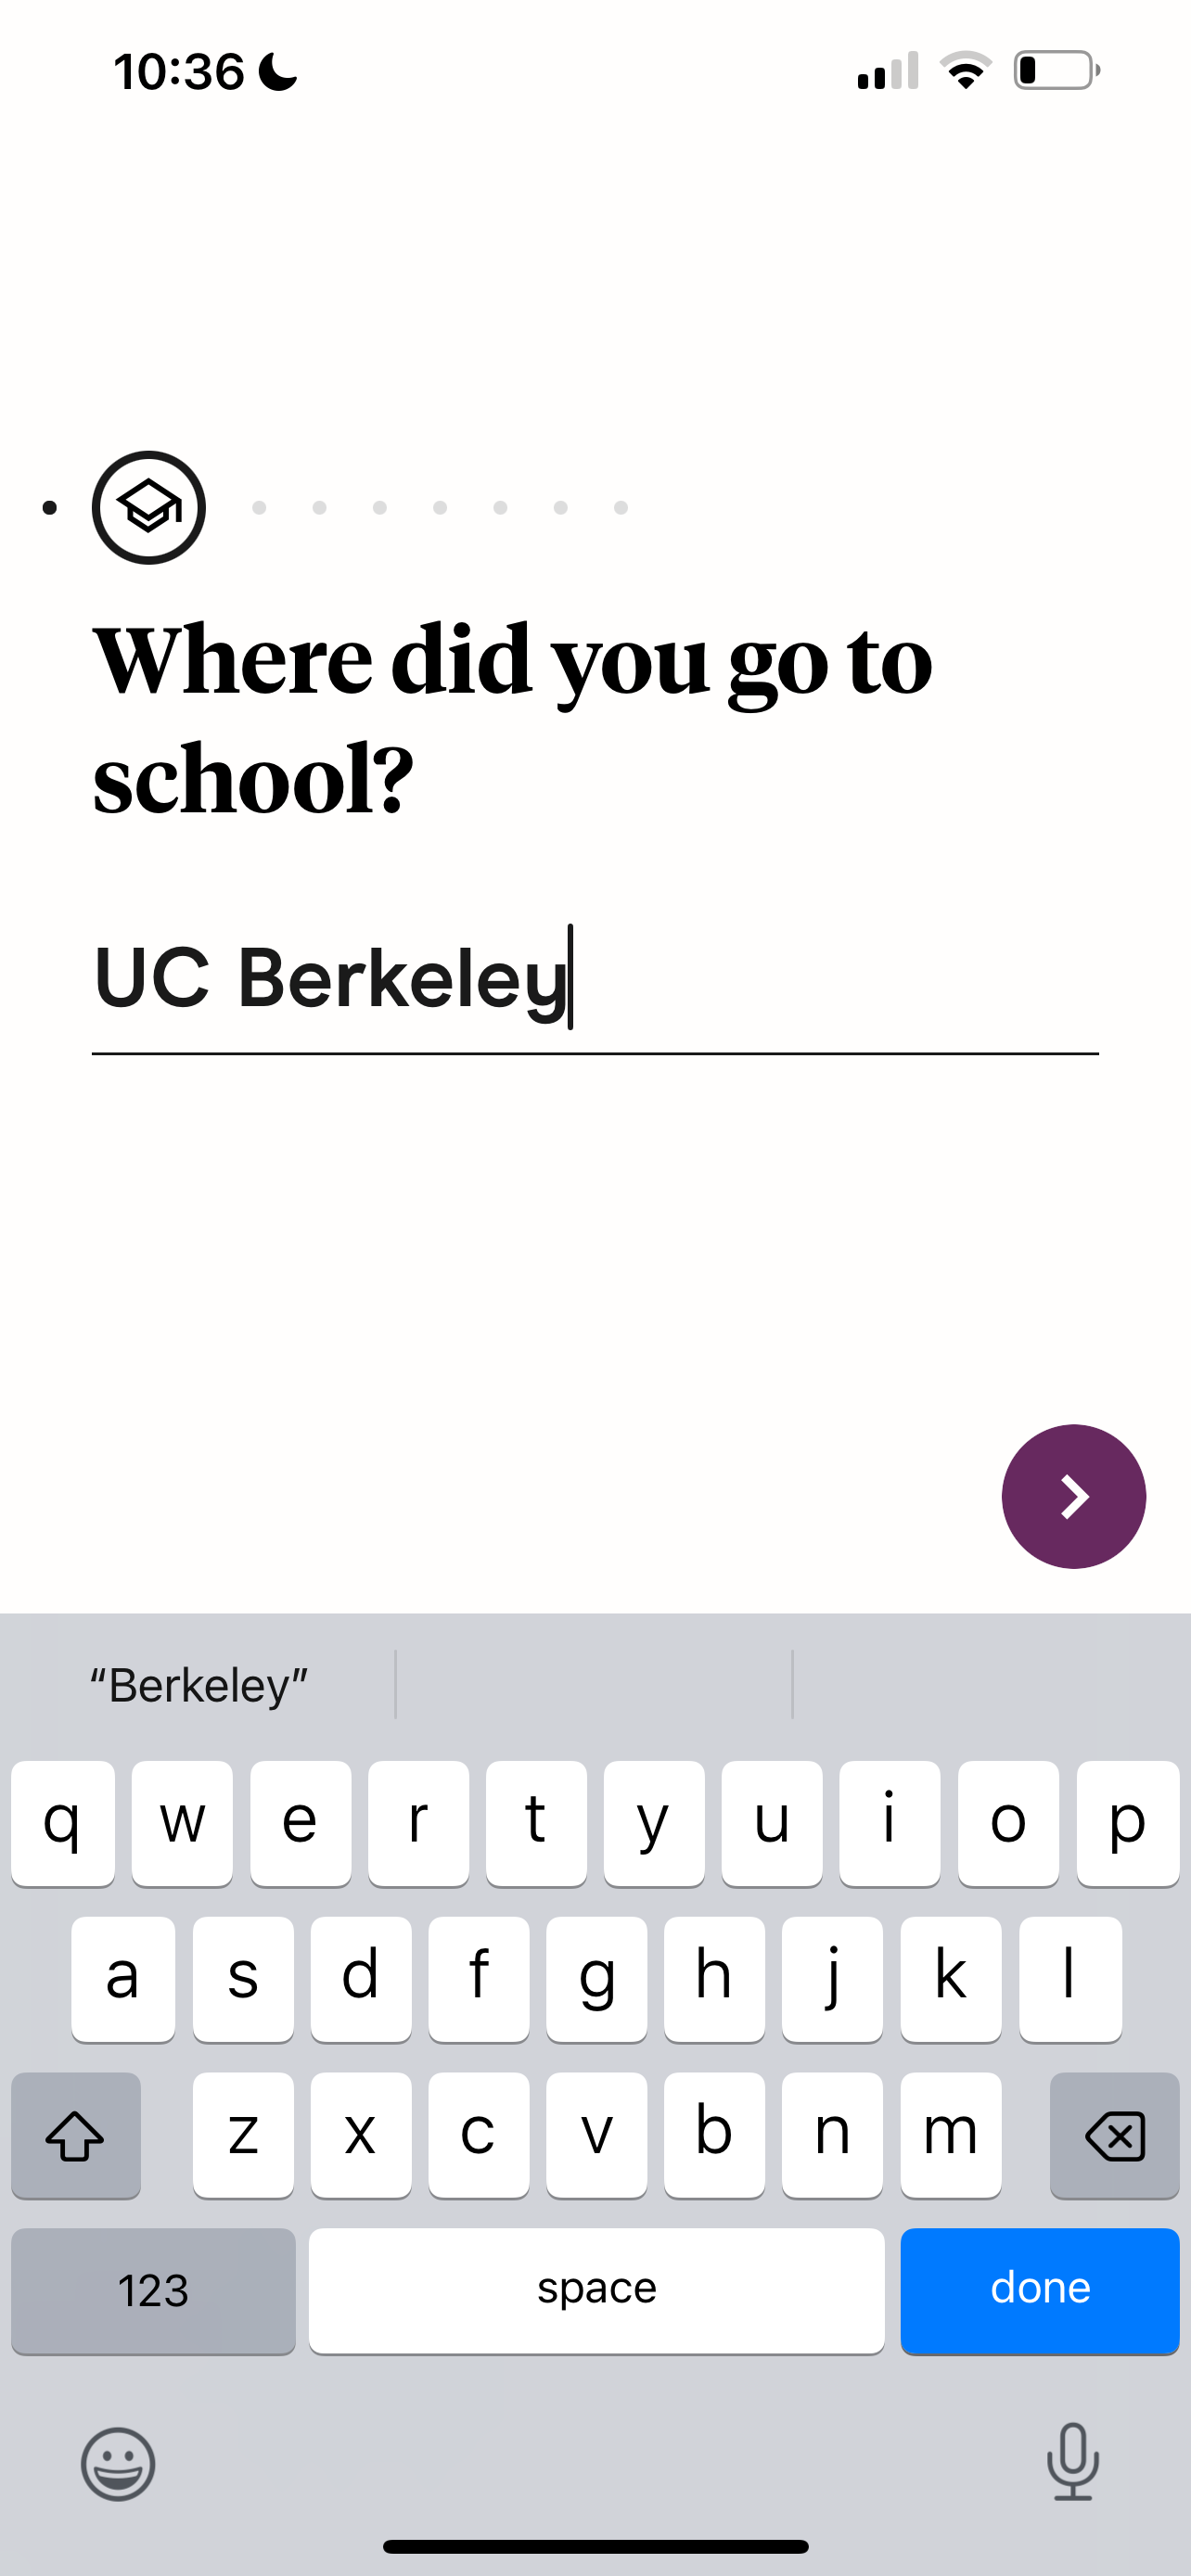 10:36
Where did you go to
school?
UC Berkeley
“Berkeley”
q w e r t y u i o p
a s d f g h j k l
z x c v b n m
123 space done